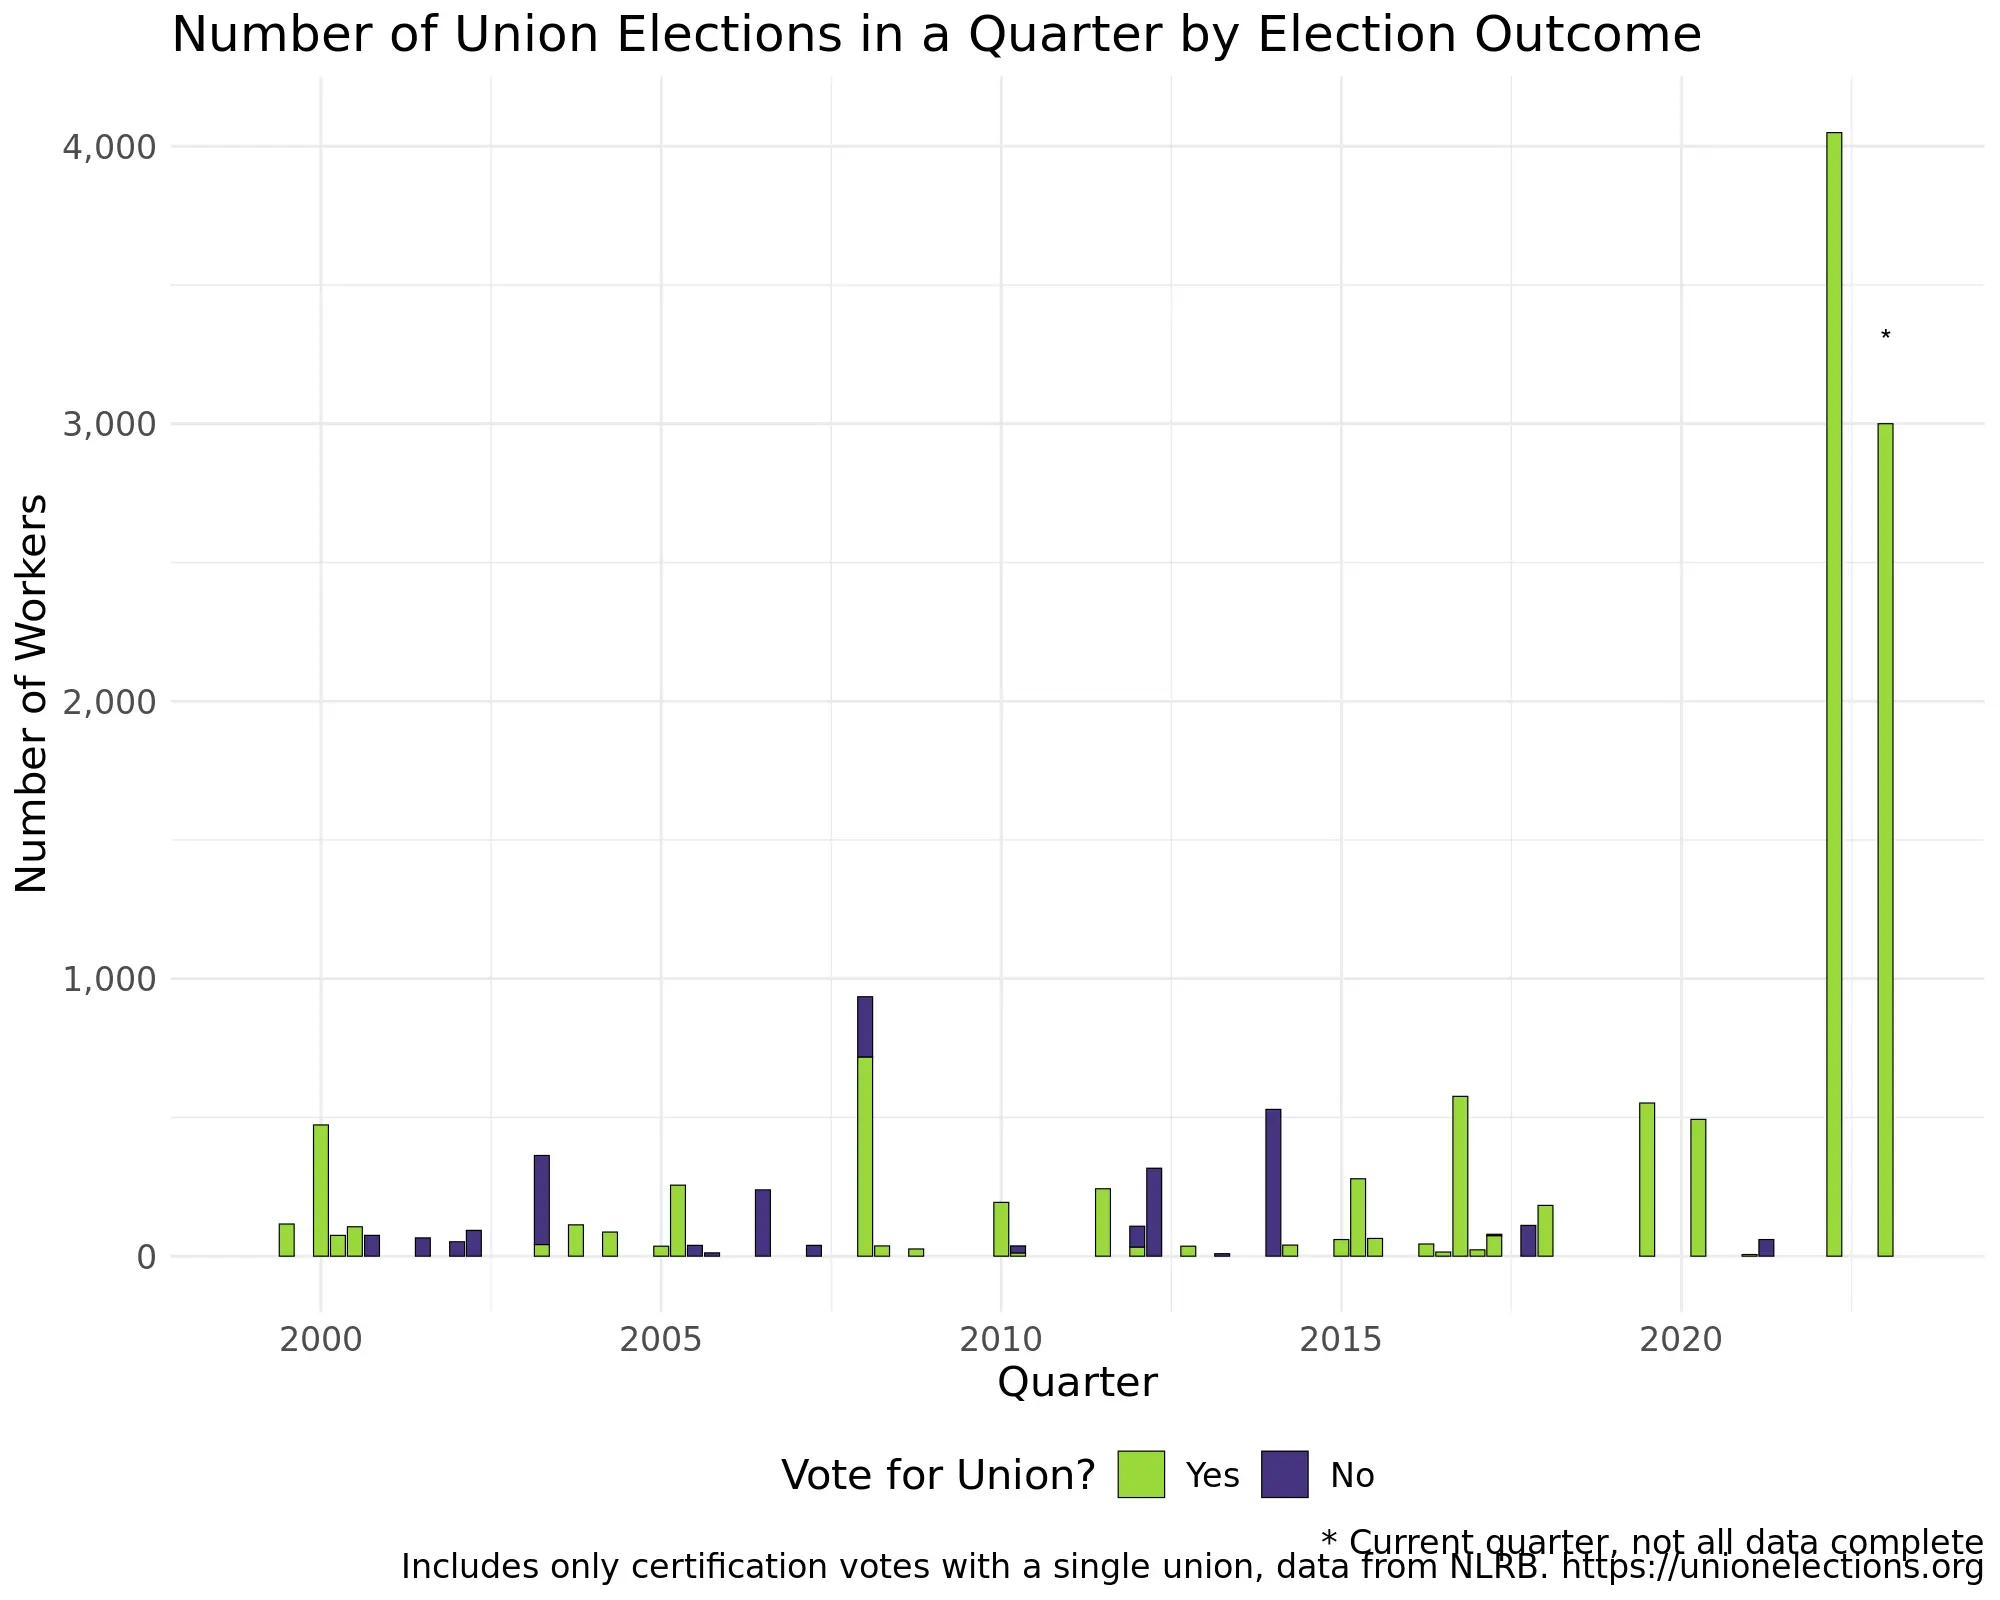 Number of Union Elections in a Quarter by Election Outcome
4,000
*
3,000
Number of Workers
2,000
1,000
0
2000 2005 2010 2015 2020
Quarter
Vote for Union? Yes No
* Current quarter, not all data complete
Includes only certification votes with a single union, data from NLRB. https://unionelections.org